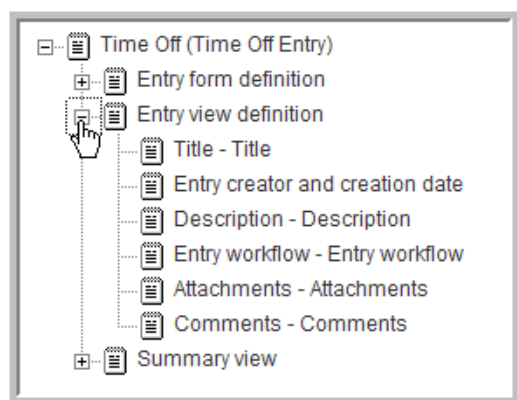 Time Off (Time Off Entry)
Entry form definition
Entry view definition
Title - Title
Entry creator and creation date
Description - Description
Entry workflow - Entry workflow
Attachments - Attachments
Comments - Comments
Summary view